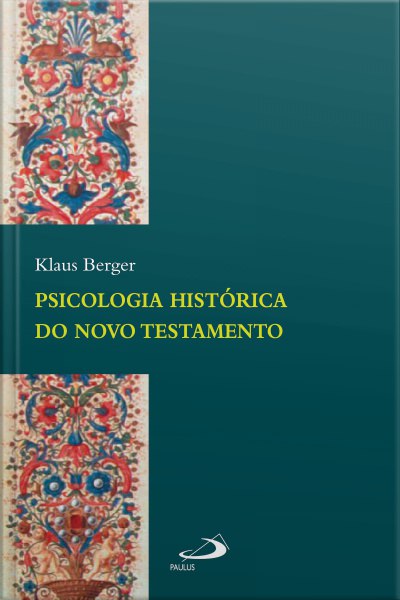 Klaus Berger
PSICOLOGIA HISTÓRICA
DO NOVO TESTAMENTO
PAULUS